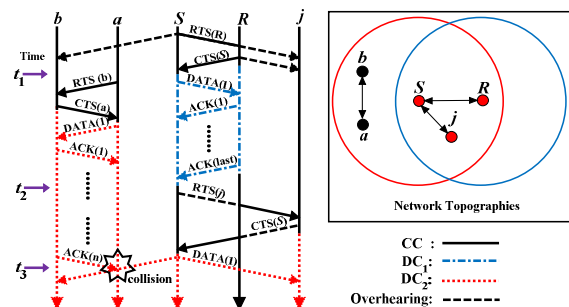 b a S R j
Time
RTS(R)
CTS(S)
t1
RTS (b)
DATA(1)
CTS(a)
ACK(1)
DATA(1)
ACK(1)
ACK(last)
t2
RTS(j)
CTS(S)
ACK(n)
DATA(1)
t3
collision
b
S R
j
a
Network Topographies
CC :
DC1:
DC2:
Overhearing: